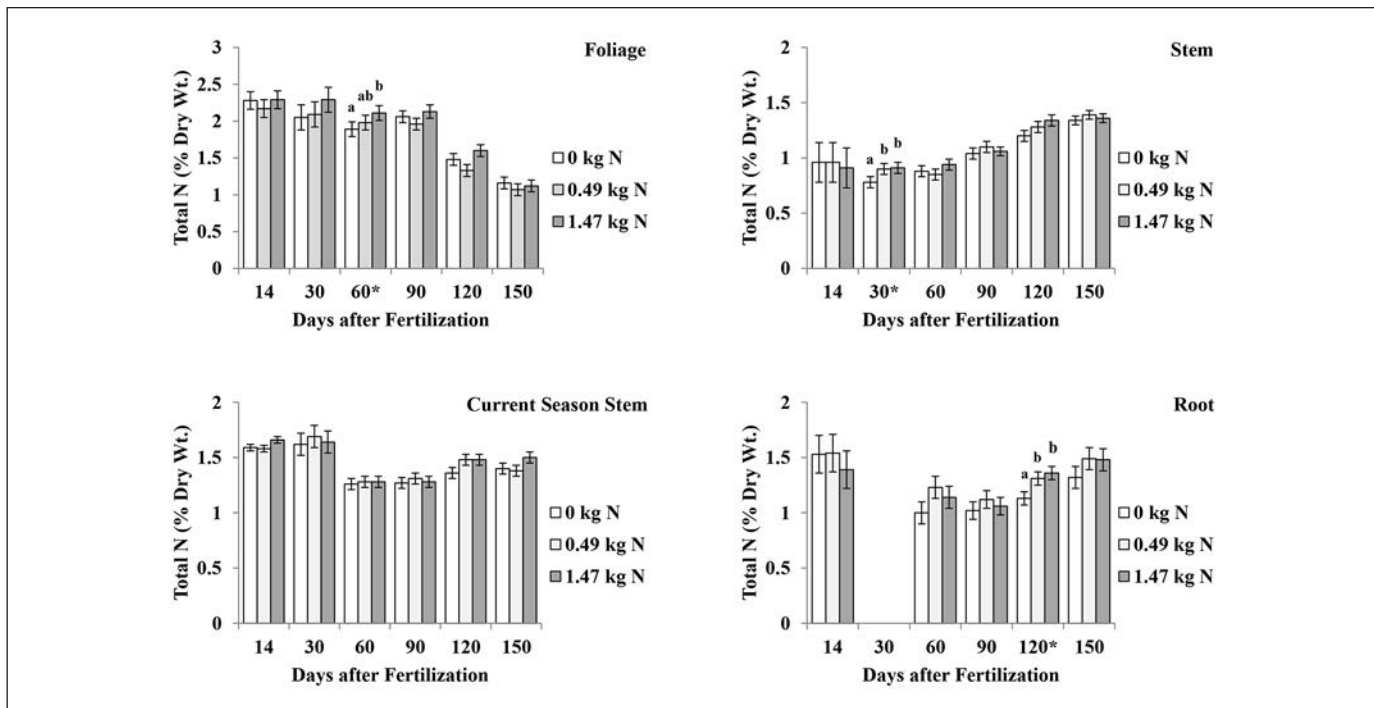 Foliage
Total N (% Dry Wt.)
3
2.5
2
1.5
1
0.5
0
a ab b
14 30 60* 90 120 150
Days after Fertilization
0 kg N
0.49 kg N
1.47 kg N
Stem
Total N (% Dry Wt.)
2
1.5
1
0.5
0
a b b
14 30* 60 90 120 150
Days after Fertilization
0 kg N
0.49 kg N
1.47 kg N
Current Season Stem
Total N (% Dry Wt.)
2
1.5
1
0.5
0
14 30 60 90 120 150
Days after Fertilization
0 kg N
0.49 kg N
1.47 kg N
Root
Total N (% Dry Wt.)
2
1.5
1
0.5
0
a b b
14 30 60 90 120* 150
Days after Fertilization
0 kg N
0.49 kg N
1.47 kg N